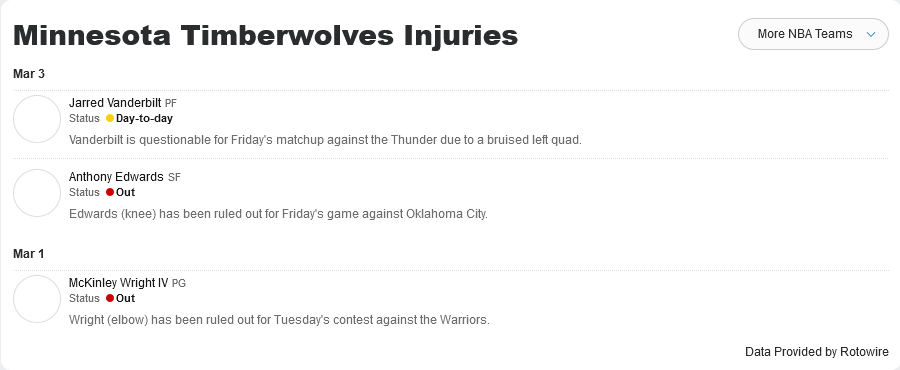 Minnesota Timberwolves Injuries
More NBA Teams
Mar 3
Jarred Vanderbilt PF
Status Day-to-day
Vanderbilt is questionable for Friday's matchup against the Thunder due to a bruised left quad.
Anthony Edwards SF
Status Out
Edwards (knee) has been ruled out for Friday's game against Oklahoma City.
Mar 1
McKinley Wright IV PG
Status Out
Wright (elbow) has been ruled out for Tuesday's contest against the Warriors.
Data Provided by Rotowire